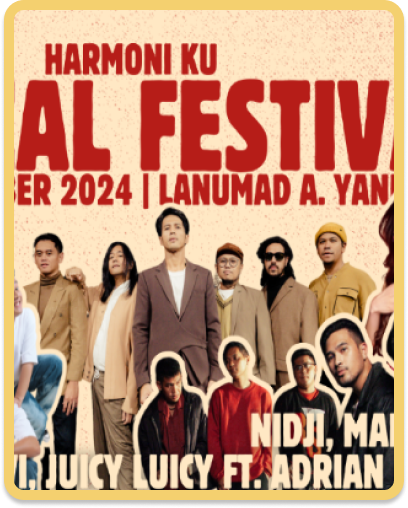 HARMONI KU
AL FESTIV
BER 2024 | LANUMAD A. YAN
NIDJI, MA
I, JUICY LUICY FT. ADRIAN